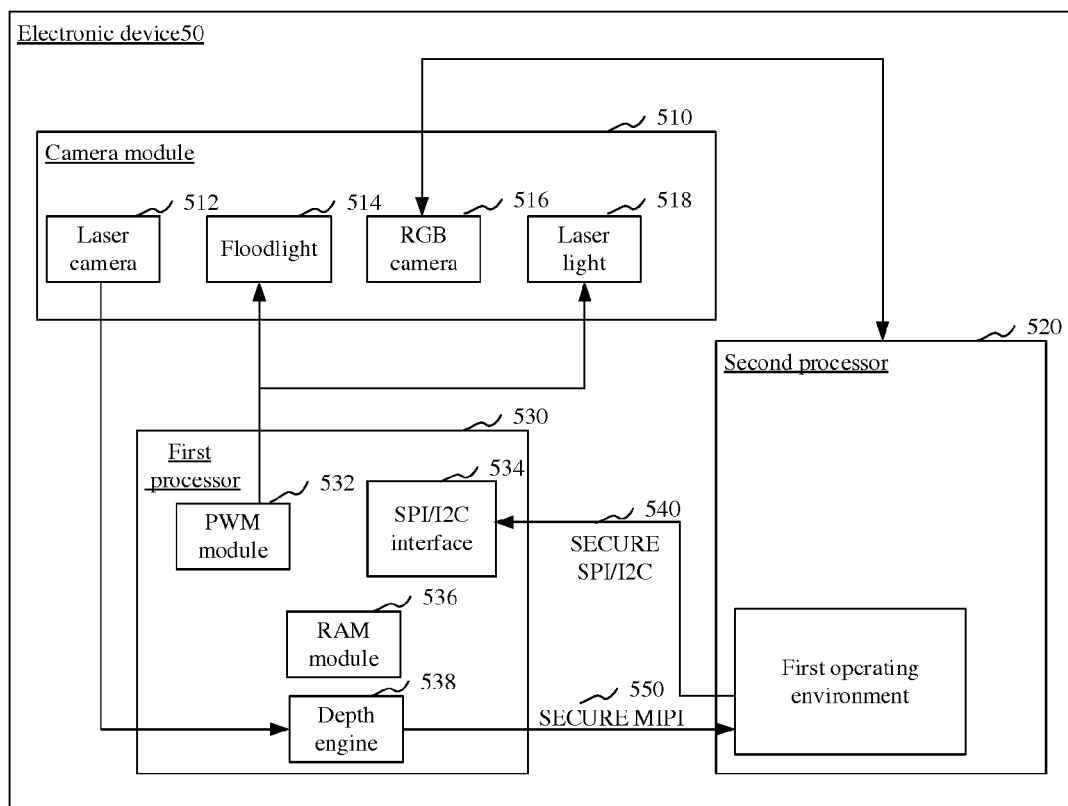 Electronic device50
510
Camera module
512
514
516
518
Laser
camera
Floodlight
RGB
camera
Laser
light
520
Second processor
530
First
processor
532
534
PWM
module
SPI/I2C
interface
540
SECURE
SPI/I2C
536
RAM
module
First operating
environment
538
550
Depth
engine
SECURE MIPI